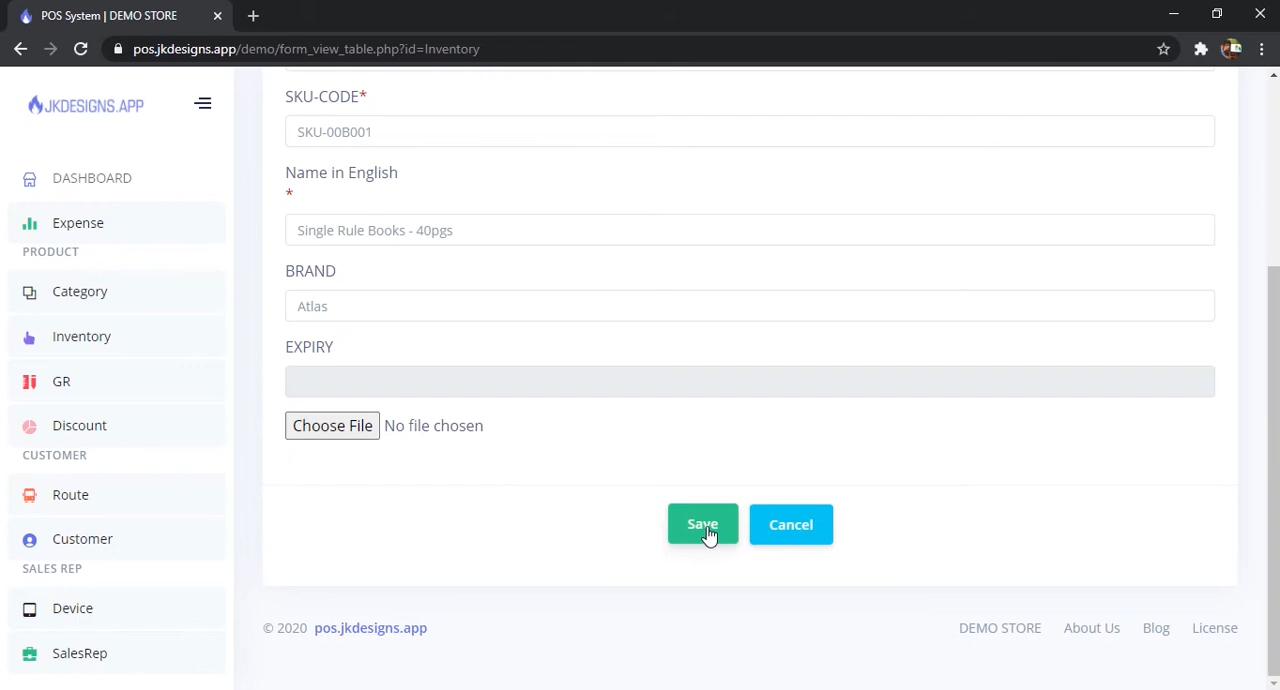 POS System | DEMO STORE
pos.jkdesigns.app/demo/form_view_table.php?id=Inventory
JKDESIGNS.APP
DASHBOARD
Expense
PRODUCT
Category
Inventory
GR
Discount
CUSTOMER
Route
Customer
SALES REP
Device
SalesRep
SKU-CODE*
SKU-00B001
Name in English
*
Single Rule Books - 40pgs
BRAND
Atlas
EXPIRY
Choose File No file chosen
Save Cancel
© 2020 pos.jkdesigns.app DEMO STORE About Us Blog License